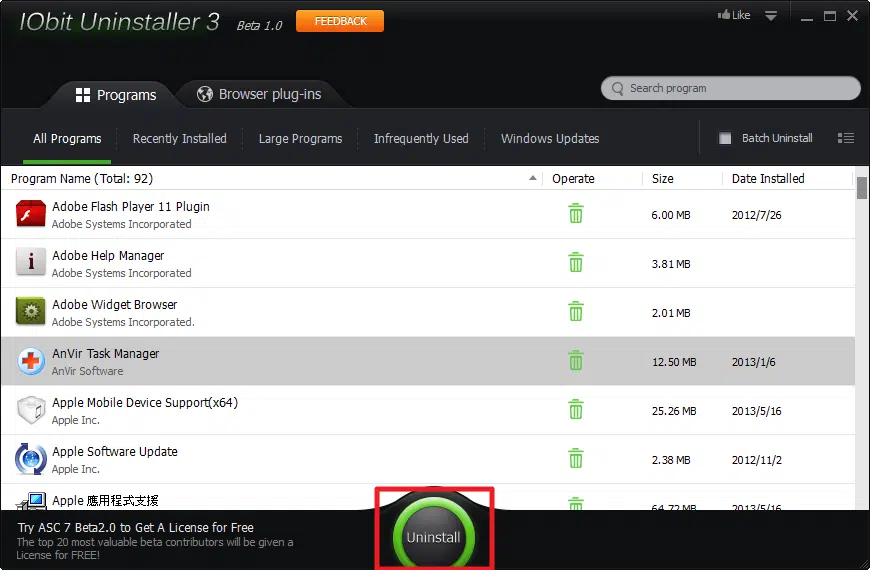 IObit Uninstaller 3 Beta 1.0 FEEDBACK Like
Programs Browser plug-ins Search program
All Programs Recently Installed Large Programs Infrequently Used Windows Updates Batch Uninstall
Program Name (Total: 92) Operate Size Date Installed
Adobe Flash Player 11 Plugin
Adobe Systems Incorporated
6.00 MB 2012/7/26
Adobe Help Manager
Adobe Systems Incorporated
3.81 MB
Adobe Widget Browser
Adobe Systems Incorporated.
2.01 MB
AnVir Task Manager
AnVir Software
12.50 MB 2013/1/6
Apple Mobile Device Support(x64)
Apple Inc.
25.26 MB 2013/5/16
Apple Software Update
Apple Inc.
2.38 MB 2012/11/2
Apple 應用程式支援
64.72 MB 2013/5/16
Try ASC 7 Beta2.0 to Get A License for Free
The top 20 most valuable beta contributors will be given a
License for FREE!
Uninstall